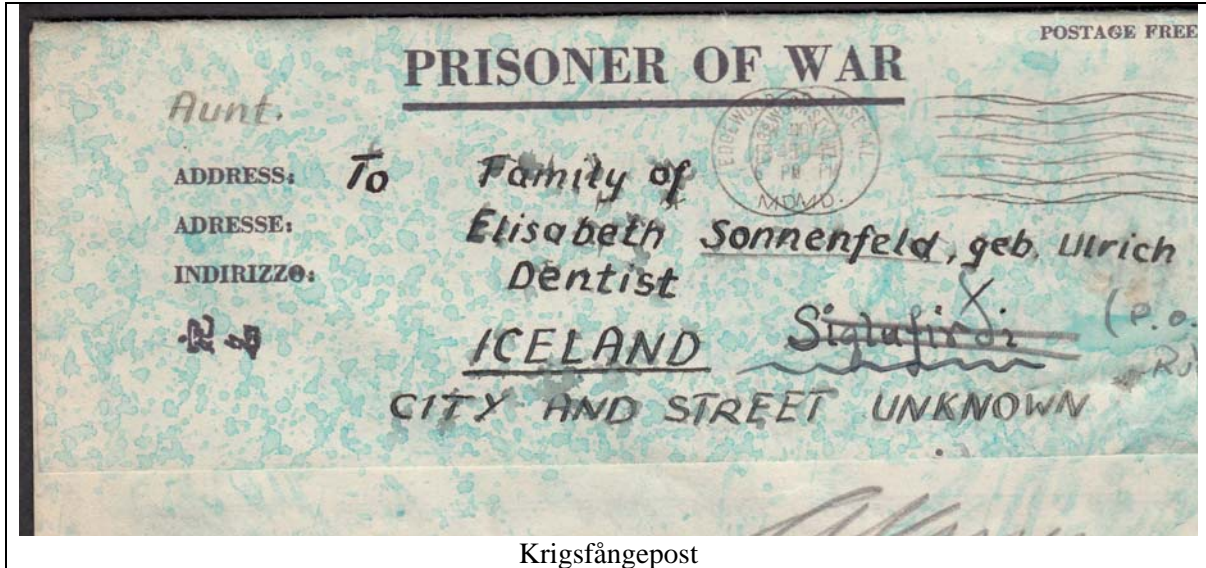 POSTAGE FREE
PRISONER OF WAR
Aunt.
ADDRESS: To Family of
ADRESSE: Elisabeth Sonnenfeld, geb. Ulrich
INDIRIZZO: Dentist
ICELAND Siglufirdi (P.O.
CITY AND STREET UNKNOWN
Krigsfångepost